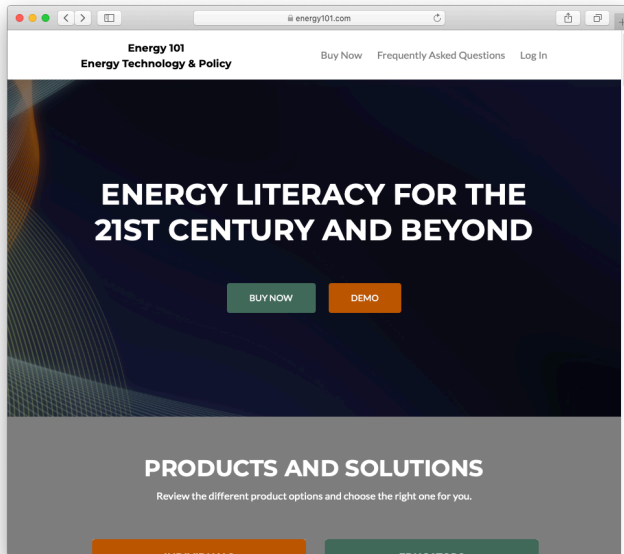 energy101.com
Energy 101
Energy Technology & Policy
Buy Now Frequently Asked Questions Log In
ENERGY LITERACY FOR THE
21ST CENTURY AND BEYOND
BUY NOW DEMO
PRODUCTS AND SOLUTIONS
Review the different product options and choose the right one for you.